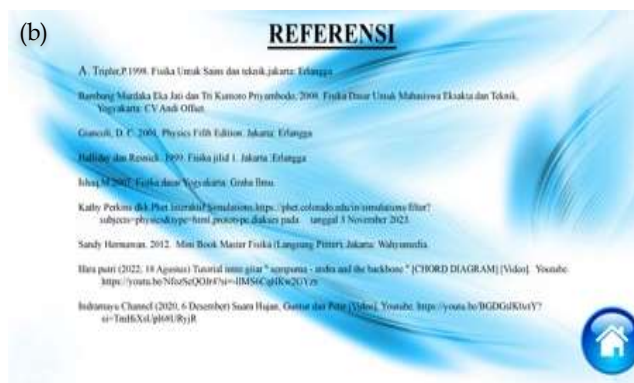 (b)
REFERENSI
A. Tripler,P.1998. Fisika Untuk Sains dan teknik.jakarta: Erlangga
Bambang Murdaka Eka Jati dan Tri Kuntoro Priyambodo, 2008. Fisika Dasar Untuk Mahasiswa Eksakta dan Teknik,
Yogyakarta: CV Andi Offset.
Giancoli, D. C. 2001, Physics Fifth Edition. Jakarta: Erlangga
Halliday dan Resnick. 1999. Fisika jilid 1. Jakarta: Erlangga
Ishaq,M.2007. Fisika dasar Yogyakarta: Graha Ilmu.
Kathy Perkins dkk.Phet Interaktif Simulations.https://phet.colorado.edu/in/simulations/filter?
subjects=physics&type=html,prototype.diakses pada tanggal 3 November 2023.
Sandy Hermawan. 2012. Mini Book Master Fisika (Langsung Pinter). Jakarta: Wahyumedia.
putri (2022, 18 Agustus) Tutorial intro gitar " sempurna - andra and the backbone " [CHORD DIAGRAM] [Video]. Youtube.
Indramayu Channel (2020, 6 Desember) Suara Hujan, Guntur dan Petir [Video], Youtube.